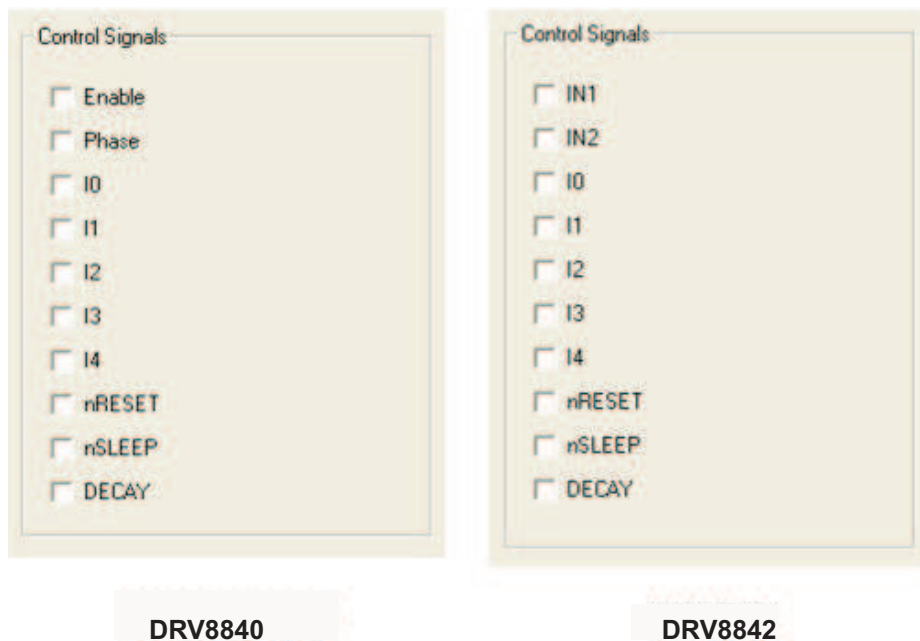 Control Signals
Enable
Phase
I0
I1
I2
I3
I4
nRESET
nSLEEP
DECAY
DRV8840
Control Signals
IN1
IN2
I0
I1
I2
I3
I4
nRESET
nSLEEP
DECAY
DRV8842